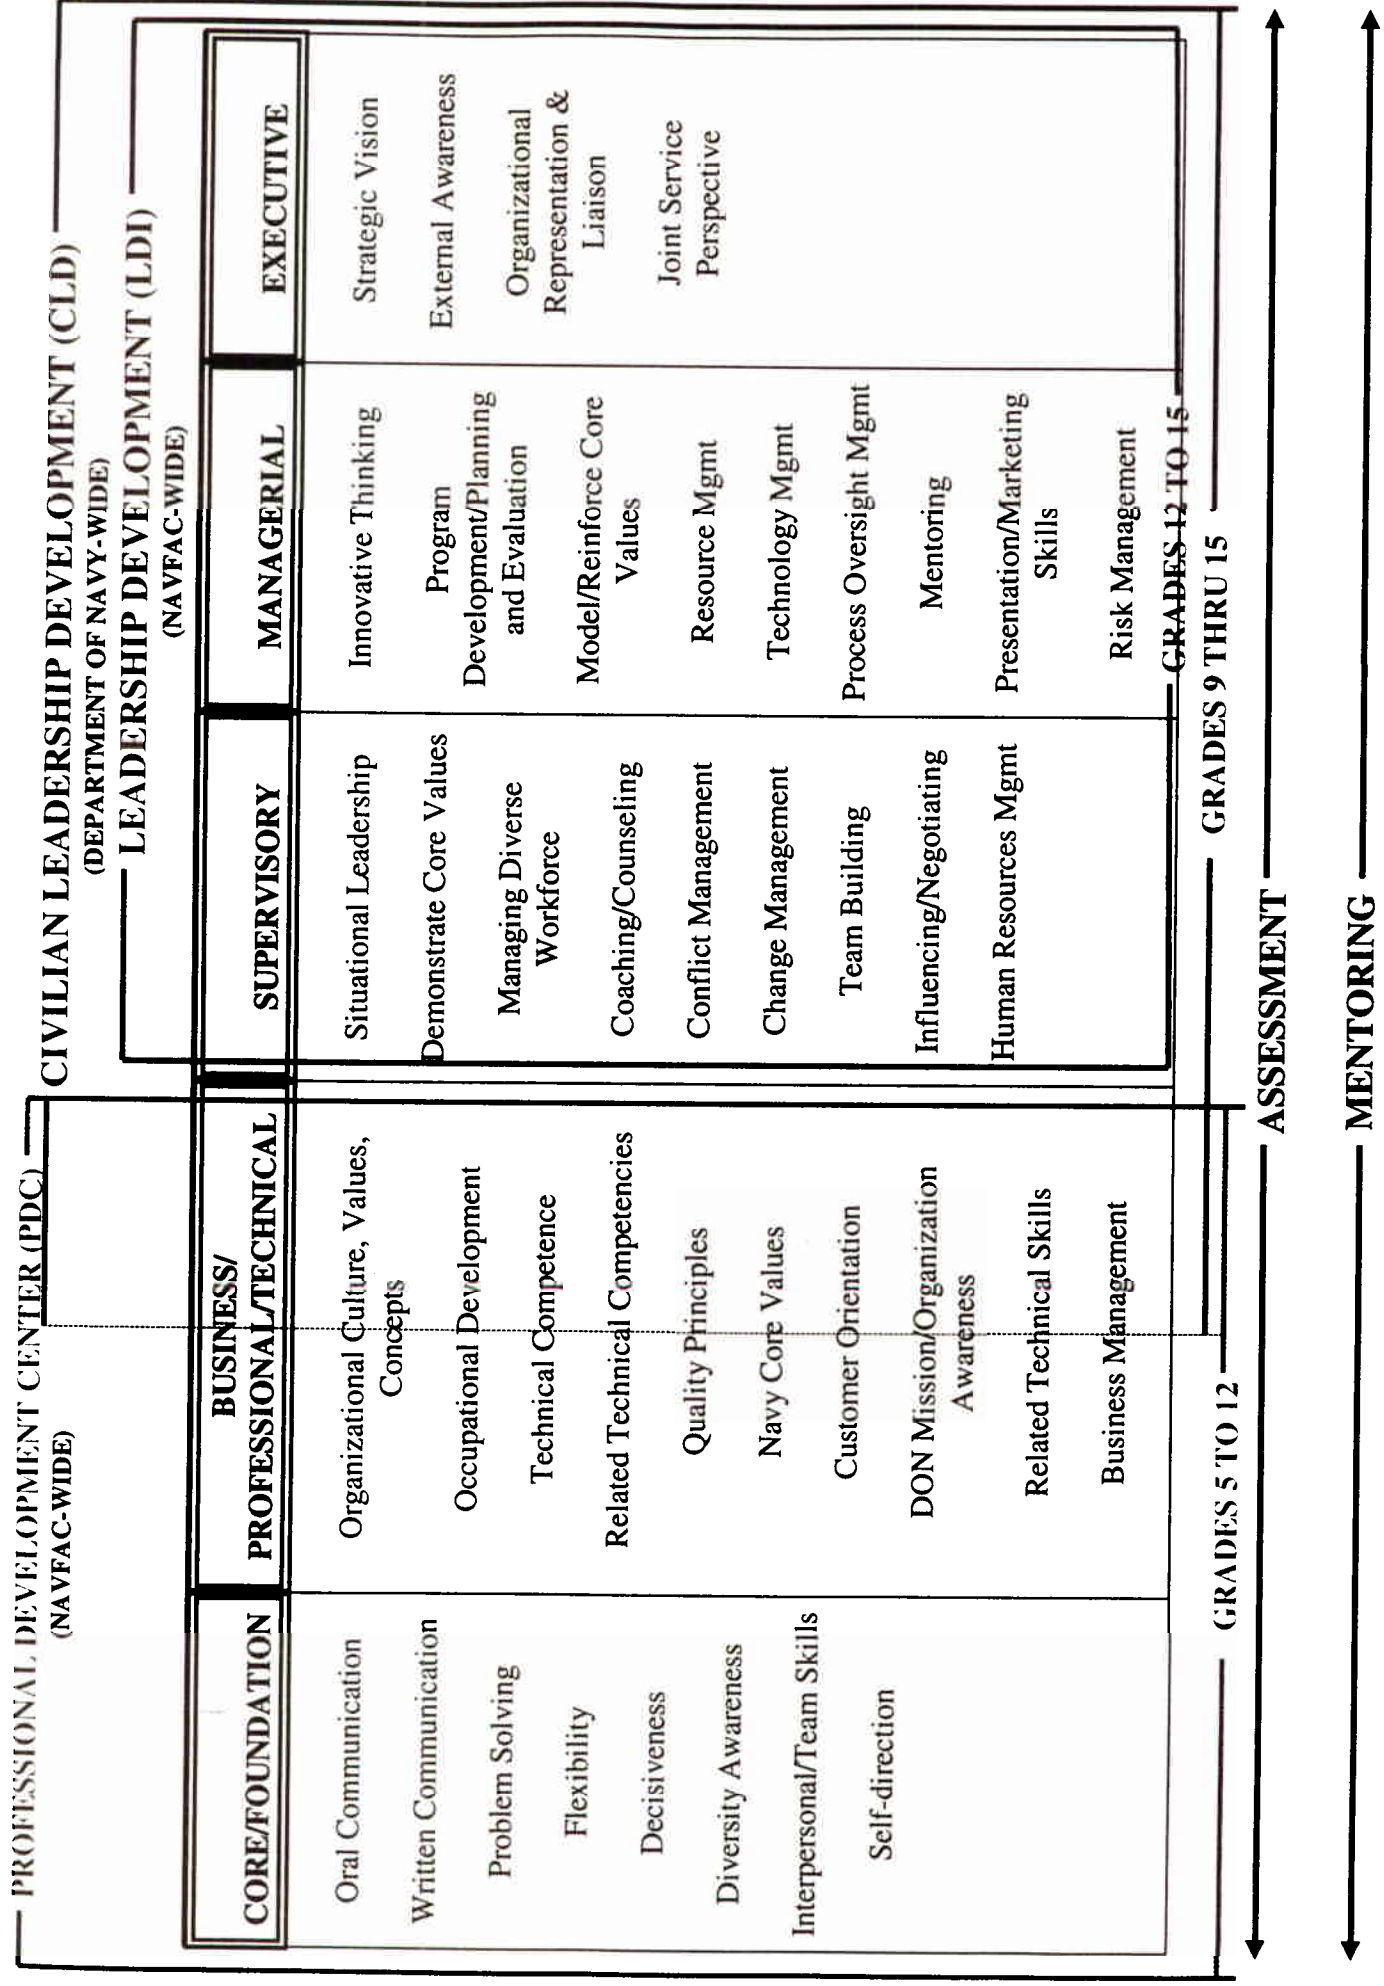 PROFESSIONAL DEVELOPMENT CENTER (PDC)
(NAVFAC-WIDE)
CIVILIAN LEADERSHIP DEVELOPMENT (CLD)
(DEPARTMENT OF NAVY-WIDE)
LEADERSHIP DEVELOPMENT (LDI)
(NAVFAC-WIDE)
CORE/FOUNDATION
Oral Communication
Written Communication
Problem Solving
Flexibility
Decisiveness
Diversity Awareness
Interpersonal/Team Skills
Self-direction
BUSINESS/
PROFESSIONAL/TECHNICAL
Organizational Culture, Values,
Concepts
Occupational Development
Technical Competence
Related Technical Competencies
Quality Principles
Navy Core Values
Customer Orientation
DON Mission/Organization
Awareness
Related Technical Skills
Business Management
SUPERVISORY
Situational Leadership
Demonstrate Core Values
Managing Diverse
Workforce
Coaching/Counseling
Conflict Management
Change Management
Team Building
Influencing/Negotiating
Human Resources Mgmt
MANAGERIAL
Innovative Thinking
Program
Development/Planning
and Evaluation
Model/Reinforce Core
Values
Resource Mgmt
Technology Mgmt
Process Oversight Mgmt
Mentoring
Presentation/Marketing
Skills
Risk Management
EXECUTIVE
Strategic Vision
External Awareness
Organizational
Representation &
Liaison
Joint Service
Perspective
GRADES 12 TO 15
GRADES 9 THRU 15
GRADES 5 TO 12
ASSESSMENT
MENTORING